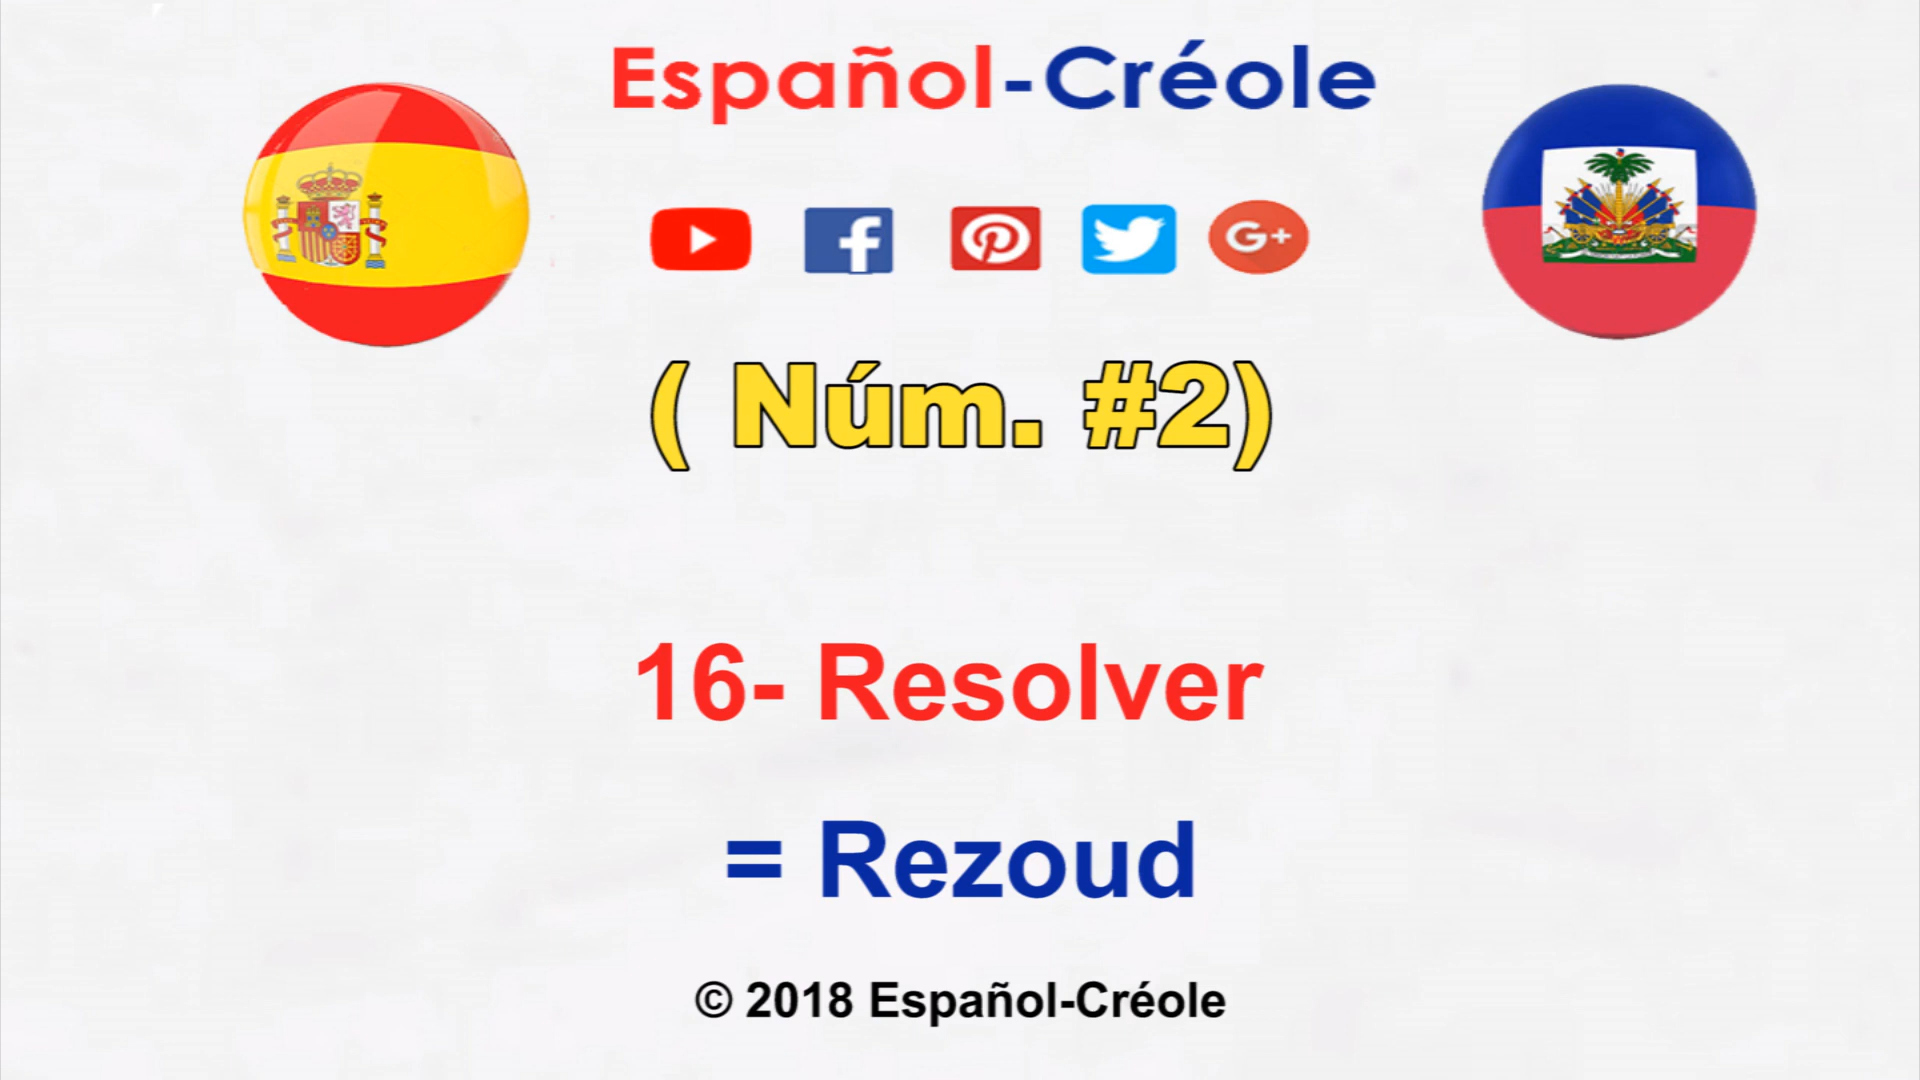 Español-Créole
G+
( Núm. #2)
16- Resolver
= Rezoud
© 2018 Español-Créole